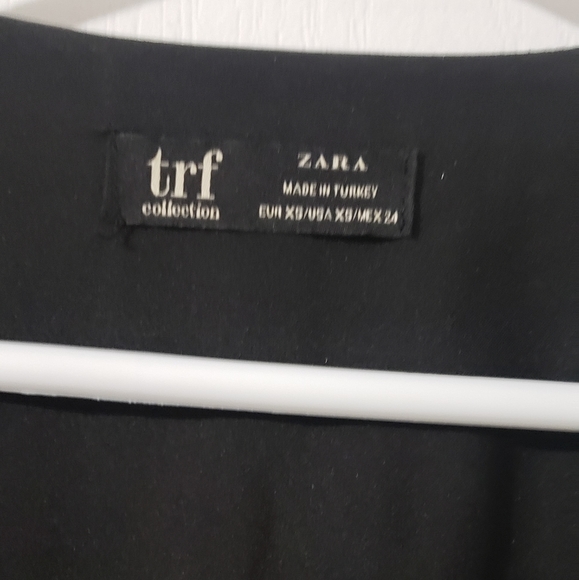 trf
collection
ZARA
MADE IN TURKEY
EUR XS/USA XS/MEX 24